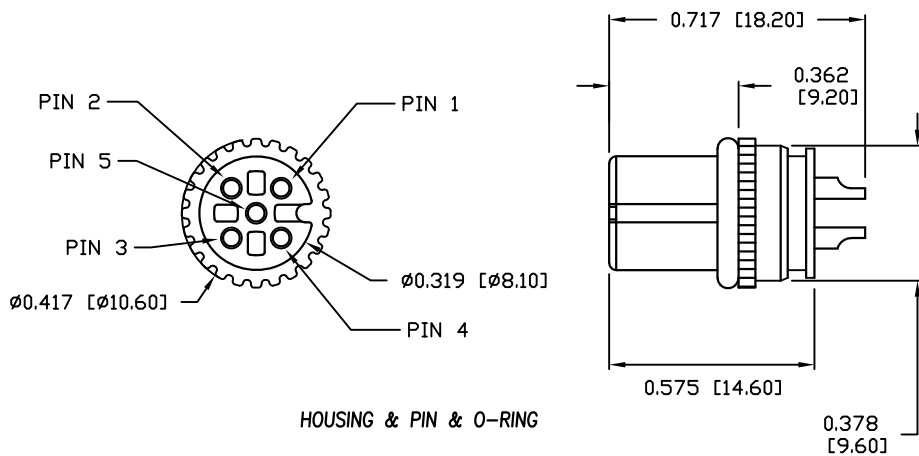 PIN 2
PIN 1
PIN 5
PIN 3
ø0.319 [ø8.10]
ø0.417 [ø10.60]
PIN 4
HOUSING & PIN & O-RING
0.717 [18.20]
0.362
[9.20]
0.575 [14.60]
0.378
[9.60]